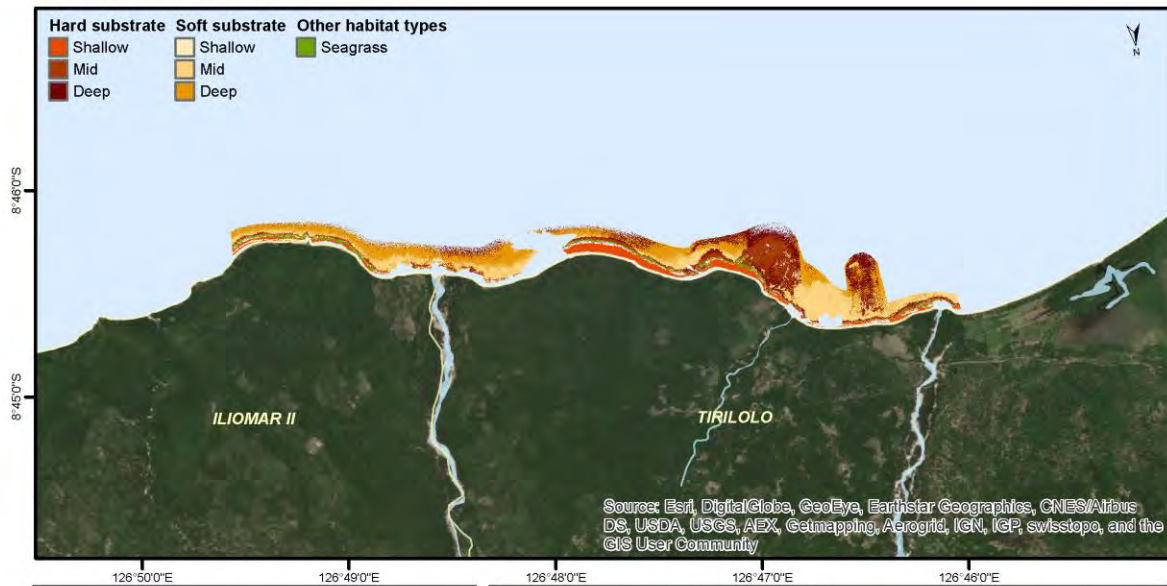 Hard substrate
Shallow
Mid
Deep
Soft substrate
Shallow
Mid
Deep
Other habitat types
Seagrass
N
8°46'0"S
8°45'0"S
ILIOMAR II
TIRILOLO
Source: Esri, DigitalGlobe, GeoEye, Earthstar Geographics, CNES/Airbus
DS, USDA, USGS, AEX, Getmapping, Aerogrid, IGN, IGP, swisstopo, and the
GIS User Community
126°50'0"E
126°49'0"E
126°48'0"E
126°47'0"E
126°46'0"E